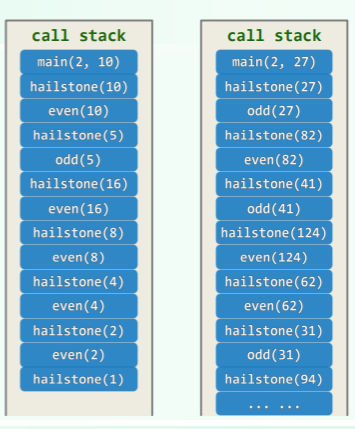 call stack
main(2, 10)
hailstone(10)
even(10)
hailstone(5)
odd(5)
hailstone(16)
even(16)
hailstone(8)
even(8)
hailstone(4)
even(4)
hailstone(2)
even(2)
hailstone(1)
call stack
main(2, 27)
hailstone(27)
odd(27)
hailstone(82)
even(82)
hailstone(41)
odd(41)
hailstone(124)
even(124)
hailstone(62)
even(62)
hailstone(31)
odd(31)
hailstone(94)
... ...